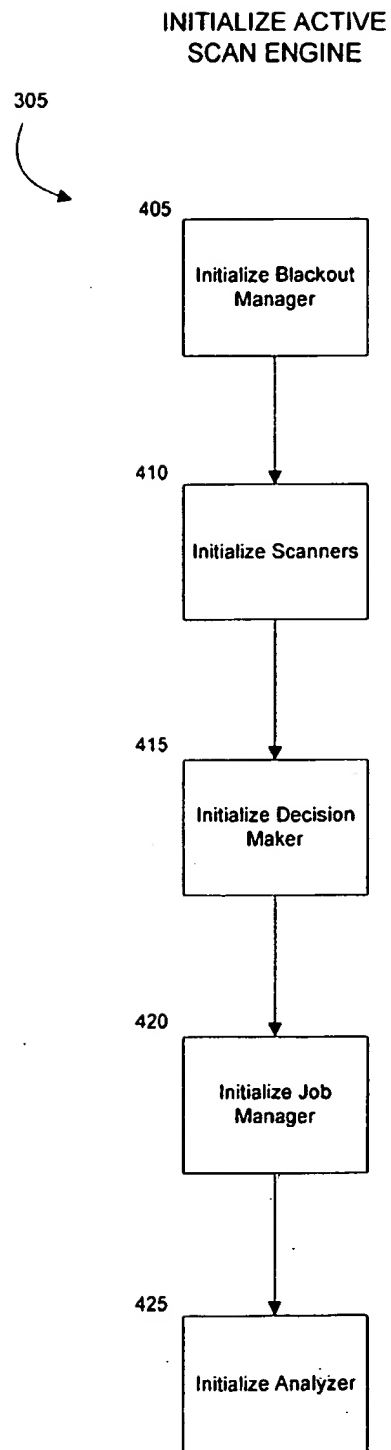 INITIALIZE ACTIVE
SCAN ENGINE
305
405
Initialize Blackout
Manager
410
Initialize Scanners
415
Initialize Decision
Maker
420
Initialize Job
Manager
425
Initialize Analyzer